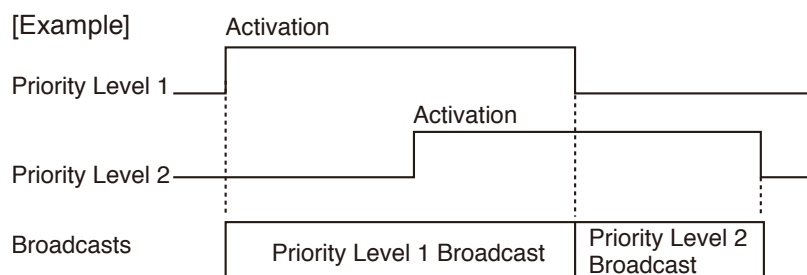 [Example]
Activation
Priority Level 1
Activation
Priority Level 2
Broadcasts
Priority Level 1 Broadcast
Priority Level 2
Broadcast